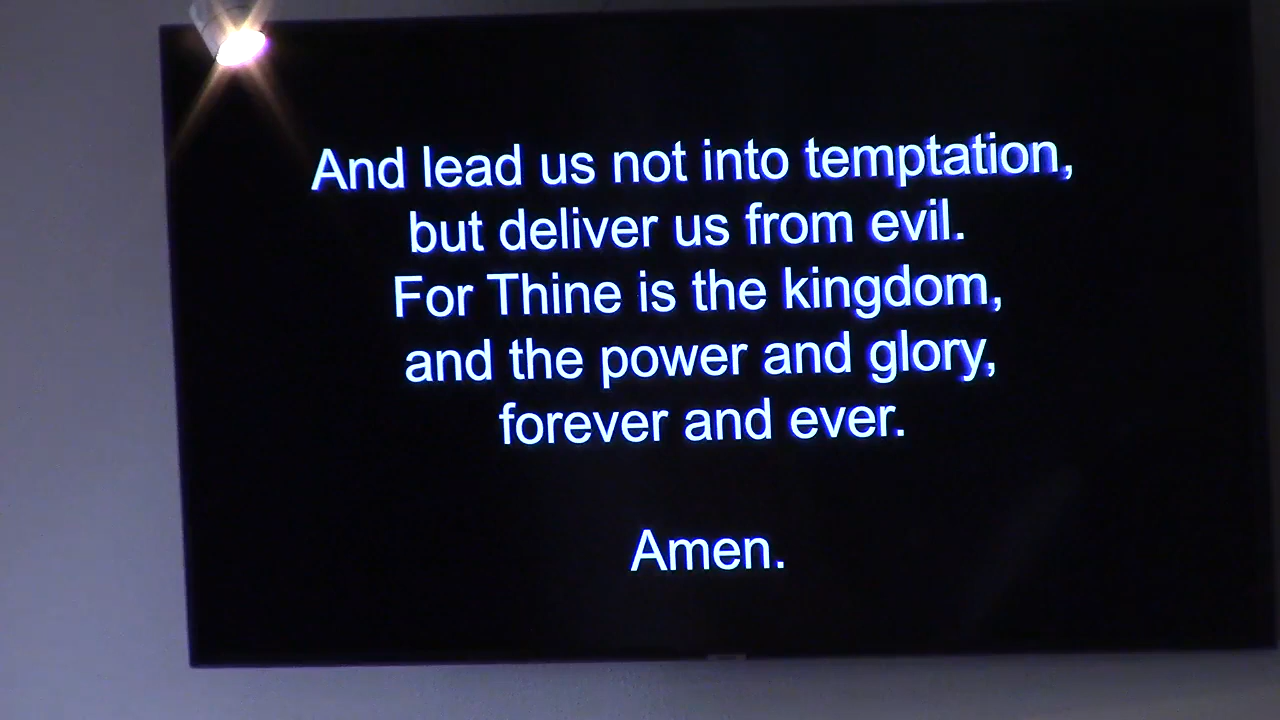 And lead us not into temptation,
but deliver us from evil.
For Thine is the kingdom,
and the power and glory,
forever and ever.
Amen.